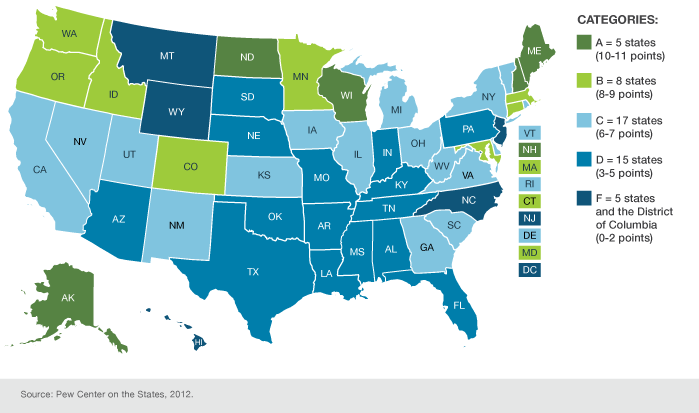 CATEGORIES:
A = 5 states
(10-11 points)
B = 8 states
(8-9 points)
C = 17 states
(6-7 points)
D = 15 states
(3-5 points)
F = 5 states
and the District
of Columbia
(0-2 points)
WA
MT
ND
MN
ME
OR
ID
WY
SD
WI
MI
NY
NE
IA
PA
NV
UT
CO
KS
IL
IN
OH
WV
VA
CA
MO
KY
NC
AZ
NM
OK
AR
TN
SC
TX
LA
MS
AL
GA
FL
AK
HI
VT
NH
MA
RI
CT
NJ
DE
MD
DC
Source: Pew Center on the States, 2012.